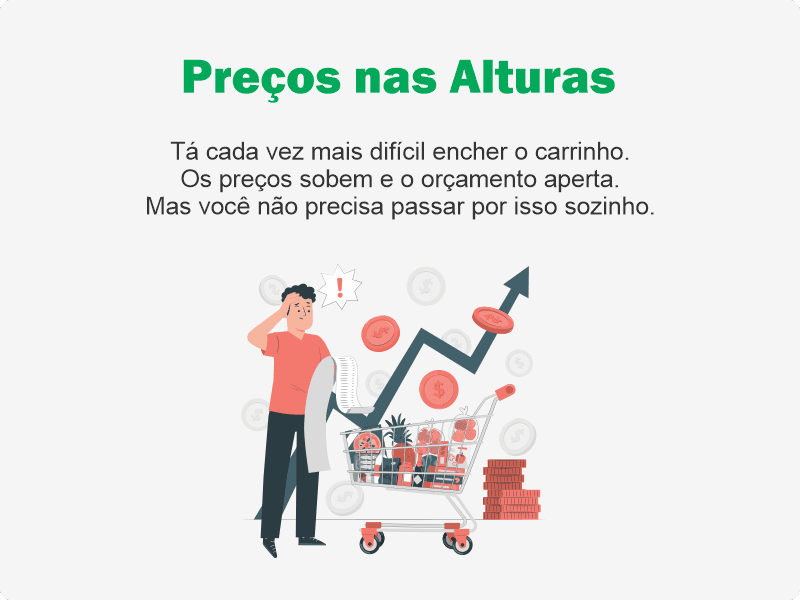 Preços nas Alturas
Tá cada vez mais difícil encher o carrinho.
Os preços sobem e o orçamento aperta.
Mas você não precisa passar por isso sozinho.
!